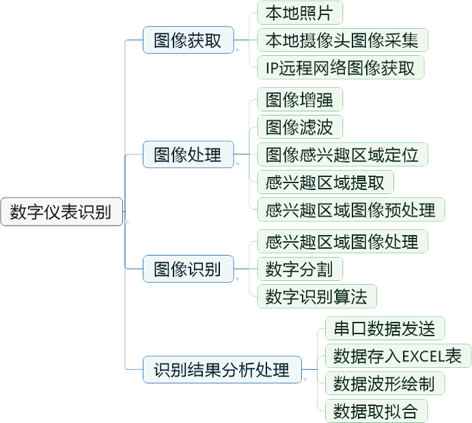 数字仪表识别
图像获取
本地照片
本地摄像头图像采集
IP远程网络图像获取
图像处理
图像增强
图像滤波
图像感兴趣区域定位
感兴趣区域提取
感兴趣区域图像预处理
图像识别
感兴趣区域图像处理
数字分割
数字识别算法
识别结果分析处理
串口数据发送
数据存入EXCEL表
数据波形绘制
数据取拟合